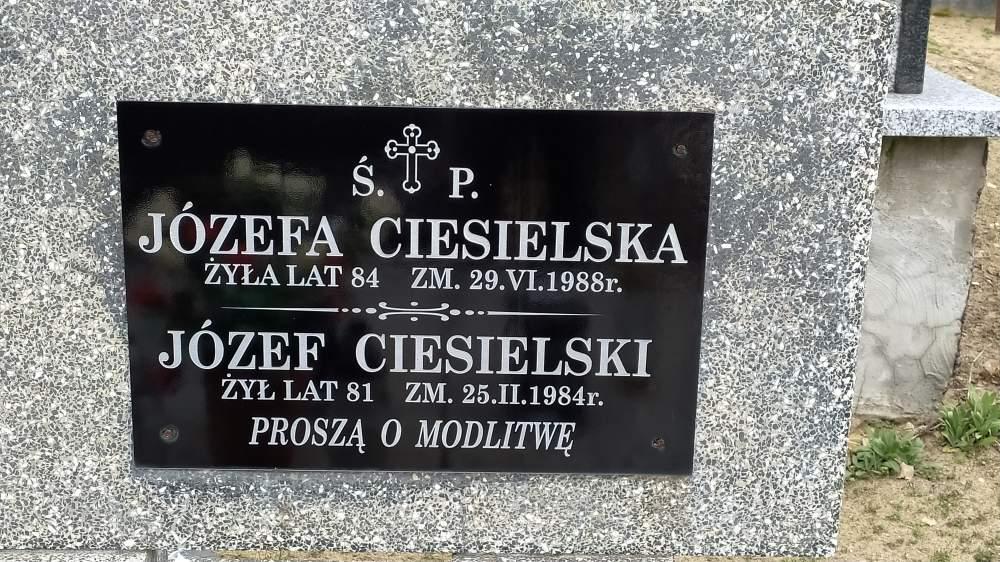 Ś. P.
JÓZEFA CIESIELSKA
ŻYŁA LAT 84 ZM. 29.VI.1988r.
JÓZEF CIESIELSKI
ŻYŁ LAT 81 ZM. 25.II.1984r.
PROSZĄ O MODLITWĘ